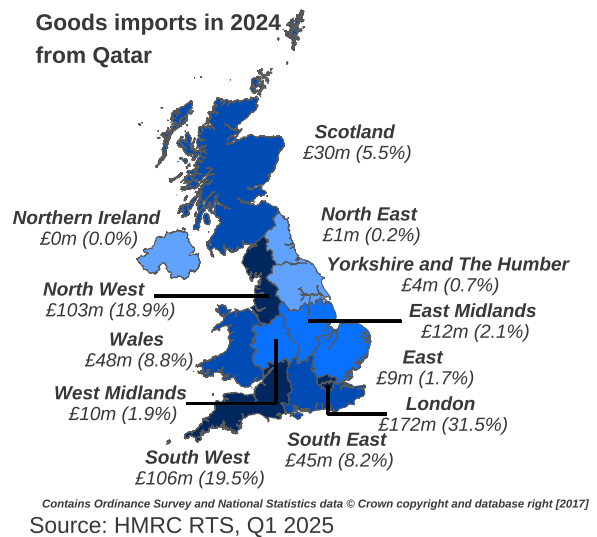 Goods imports in 2024
from Qatar
Scotland
£30m (5.5%)
Northern Ireland
£0m (0.0%)
North East
£1m (0.2%)
Yorkshire and The Humber
£4m (0.7%)
North West
£103m (18.9%)
East Midlands
£12m (2.1%)
Wales
£48m (8.8%)
East
£9m (1.7%)
West Midlands
£10m (1.9%)
London
£172m (31.5%)
South East
£45m (8.2%)
South West
£106m (19.5%)
Contains Ordinance Survey and National Statistics data © Crown copyright and database right [2017]
Source: HMRC RTS, Q1 2025